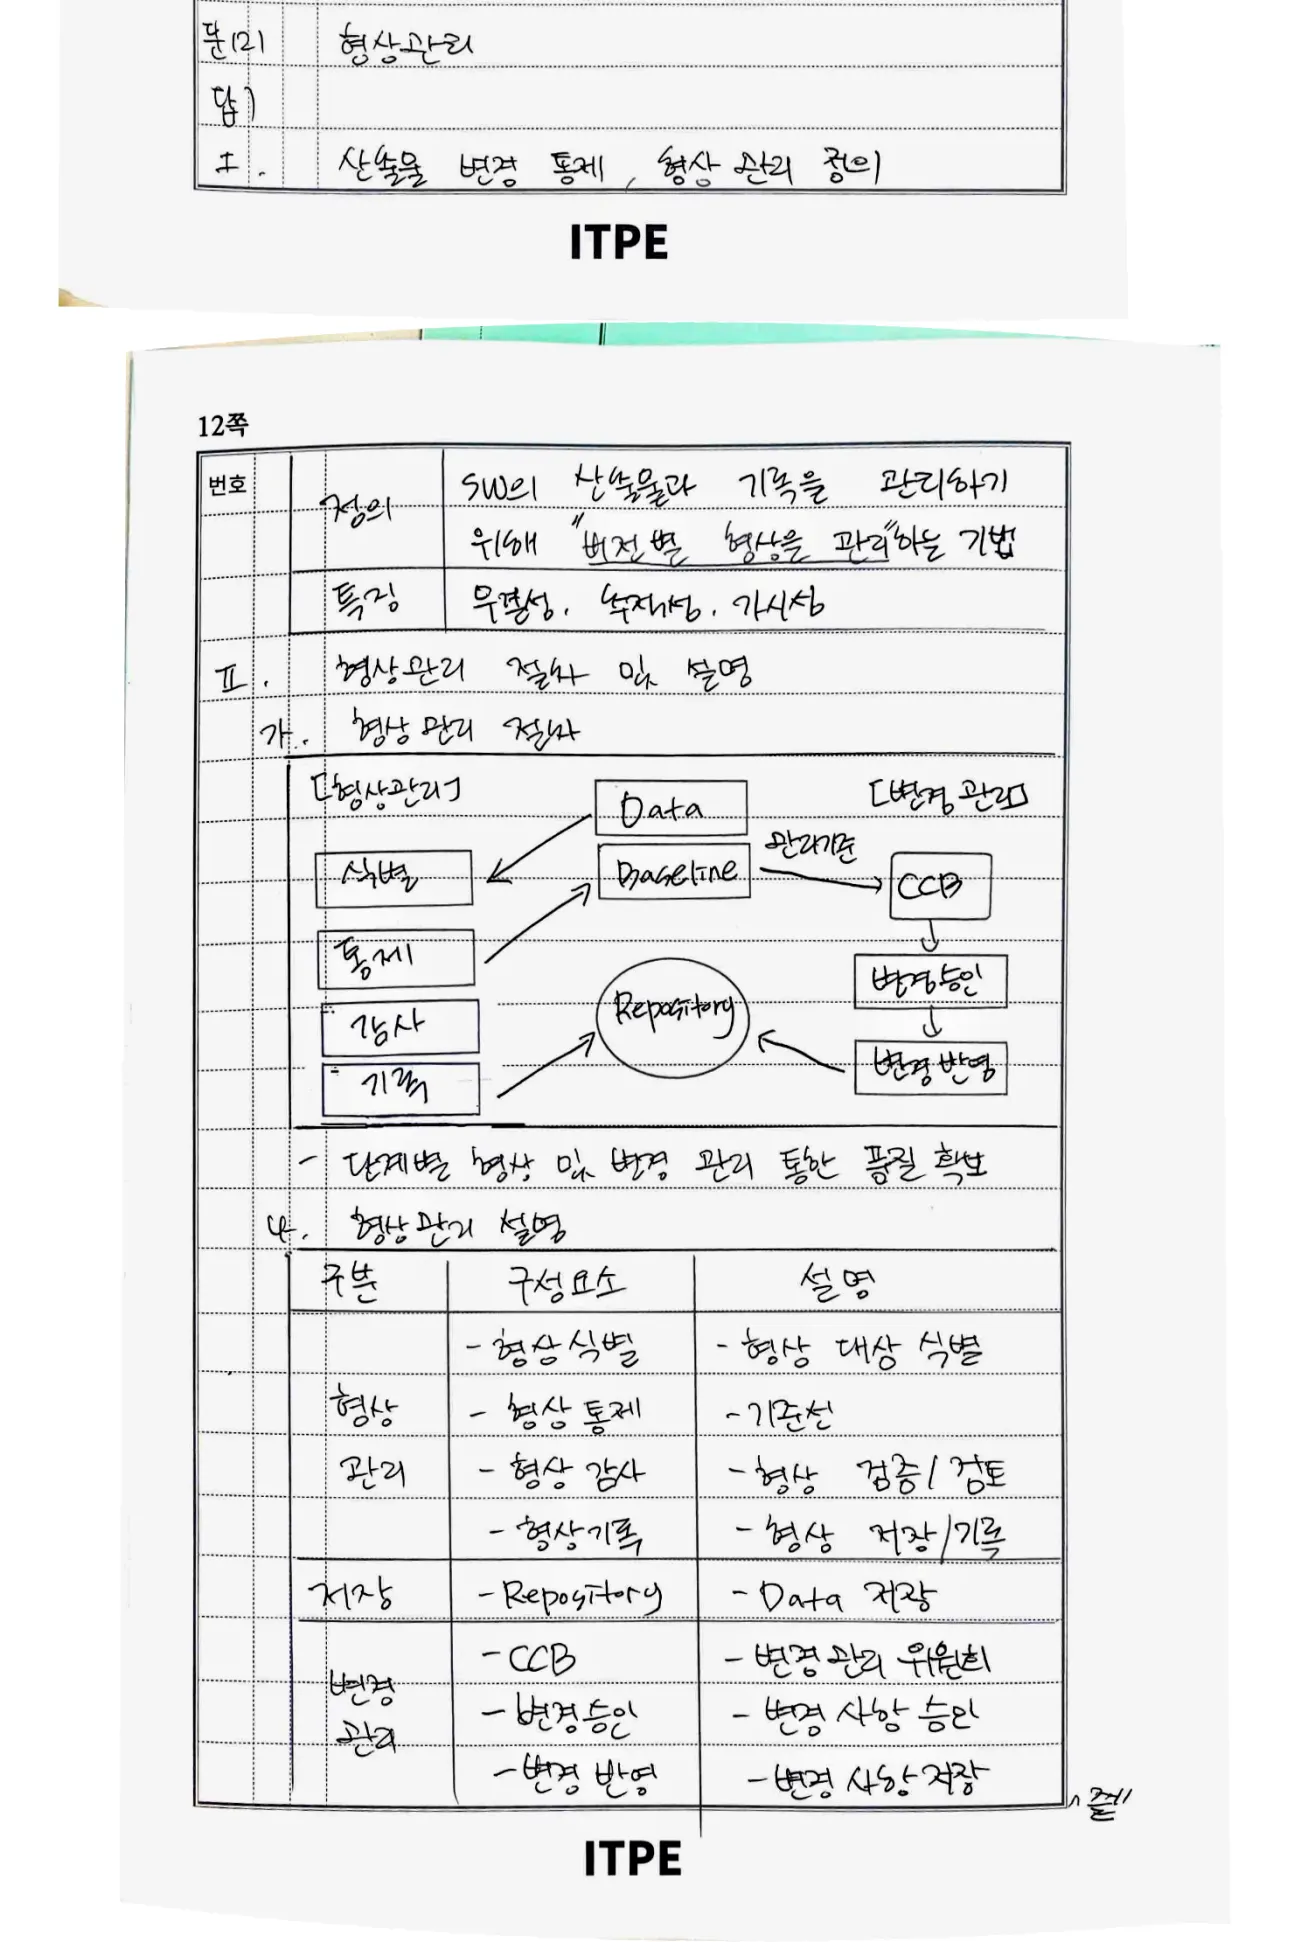 문12) 형상관리
답)
I. 산출물 변경 통제, 형상관리 정의
ITPE
12쪽
번호
정의
SW의 산출물과 기록을 관리하기
위해 "버전별 형상을 관리"하는 기법
특징
무결성, 추적성, 가시성
II. 형상관리 절차 및 설명
가. 형상관리 절차
[형상관리] Data [변경관리]
식별 Baseline 관리기준 CCB
통제 변경승인
감사 Repository
기록 변경반영
- 단계별 형상 및 변경 관리 통한 품질 확보
나. 형상관리 설명
구분 구성요소 설명
- 형상식별 - 형상 대상 식별
형상 - 형상통제 - 기준선
관리 - 형상감사 - 형상 검증/검토
- 형상기록 - 형상 저장/기록
저장 - Repository - Data 저장
- CCB - 변경관리 위원회
변경 - 변경승인 - 변경 사항 승인
관리
- 변경 반영 - 변경 사항 저장
"끝"
ITPE